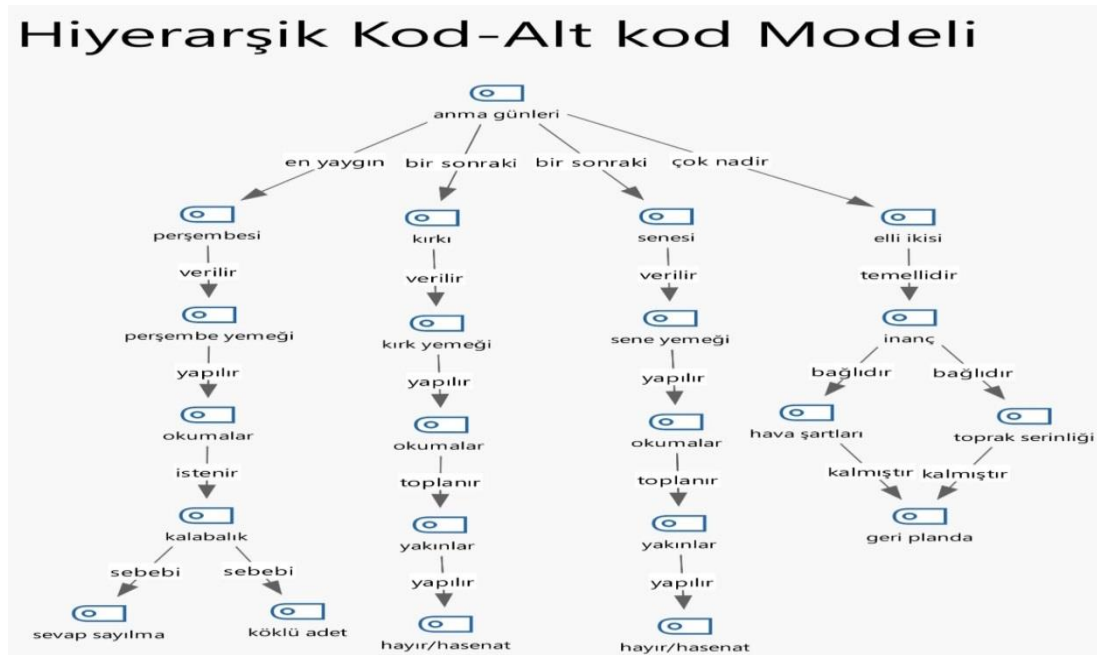 Hiyerarşik Kod-Alt kod Modeli
anma günleri
en yaygın bir sonraki bir sonraki çok nadir
perşembesi kırkı senesi elli ikisi
verilir verilir verilir temellidir
perşembe yemeği kırk yemeği sene yemeği inanç
yapılır yapılır yapılır bağlıdır bağlıdır
okumalar okumalar okumalar hava şartları toprak serinliği
istenir toplanır toplanır kalmıştır kalmıştır
kalabalık yakınlar yakınlar geri planda
sebebi sebebi yapılır yapılır
sevap sayılma köklü adet hayır/hasenat hayır/hasenat